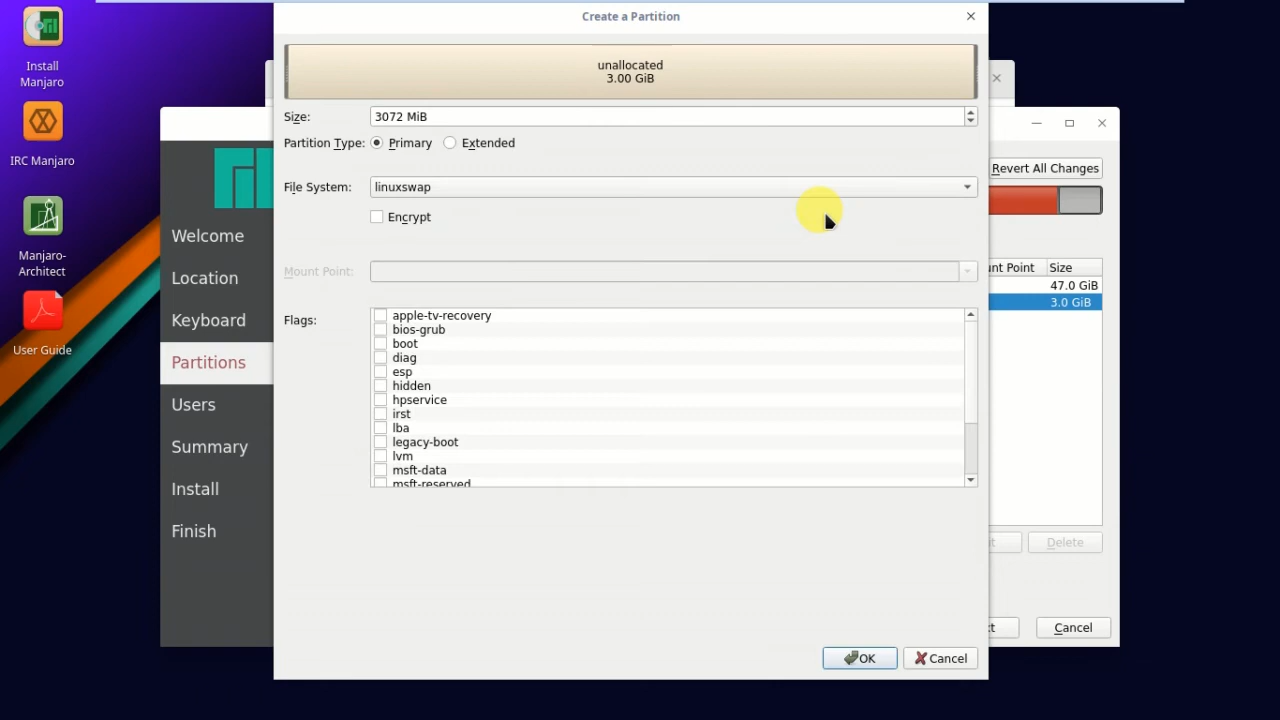 Install
Manjaro
IRC Manjaro
Manjaro-
Architect
User Guide
Create a Partition
unallocated
3.00 GiB
Size: 3072 MiB
Partition Type: Primary Extended
File System: linuxswap
Encrypt
Mount Point:
Flags:
apple-tv-recovery
bios-grub
boot
diag
esp
hidden
hpservice
irst
lba
legacy-boot
lvm
msft-data
msft-reserved
OK Cancel
Welcome
Location
Keyboard
Partitions
Users
Summary
Install
Finish
Revert All Changes
Point Size
47.0 GiB
3.0 GiB
Delete
Cancel